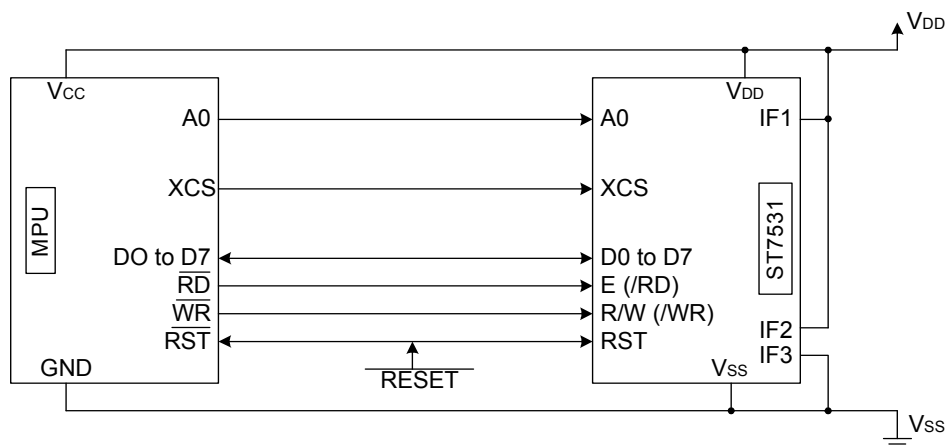 VDD
VCC
VDD
A0
A0
IF1
XCS
XCS
MPU
ST7531
DO to D7
D0 to D7
RD
E (/RD)
WR
R/W (/WR)
IF2
RST
RST
IF3
GND
RESET
VSS
VSS